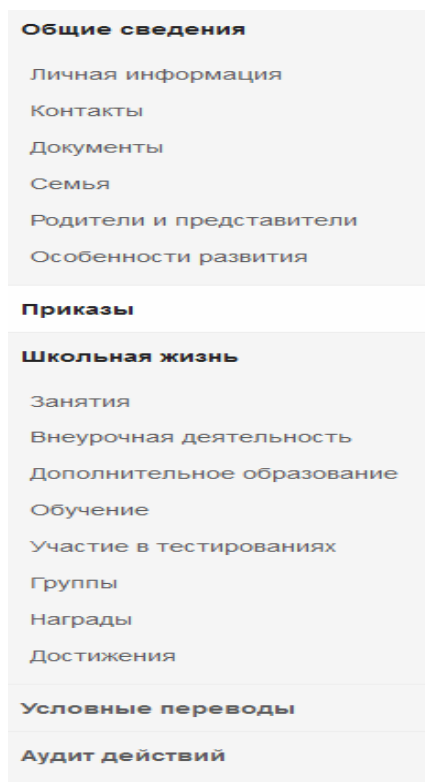 Общие сведения
Личная информация
Контакты
Документы
Семья
Родители и представители
Особенности развития
Приказы
Школьная жизнь
Занятия
Внеурочная деятельность
Дополнительное образование
Обучение
Участие в тестированиях
Группы
Награды
Достижения
Условные переводы
Аудит действий